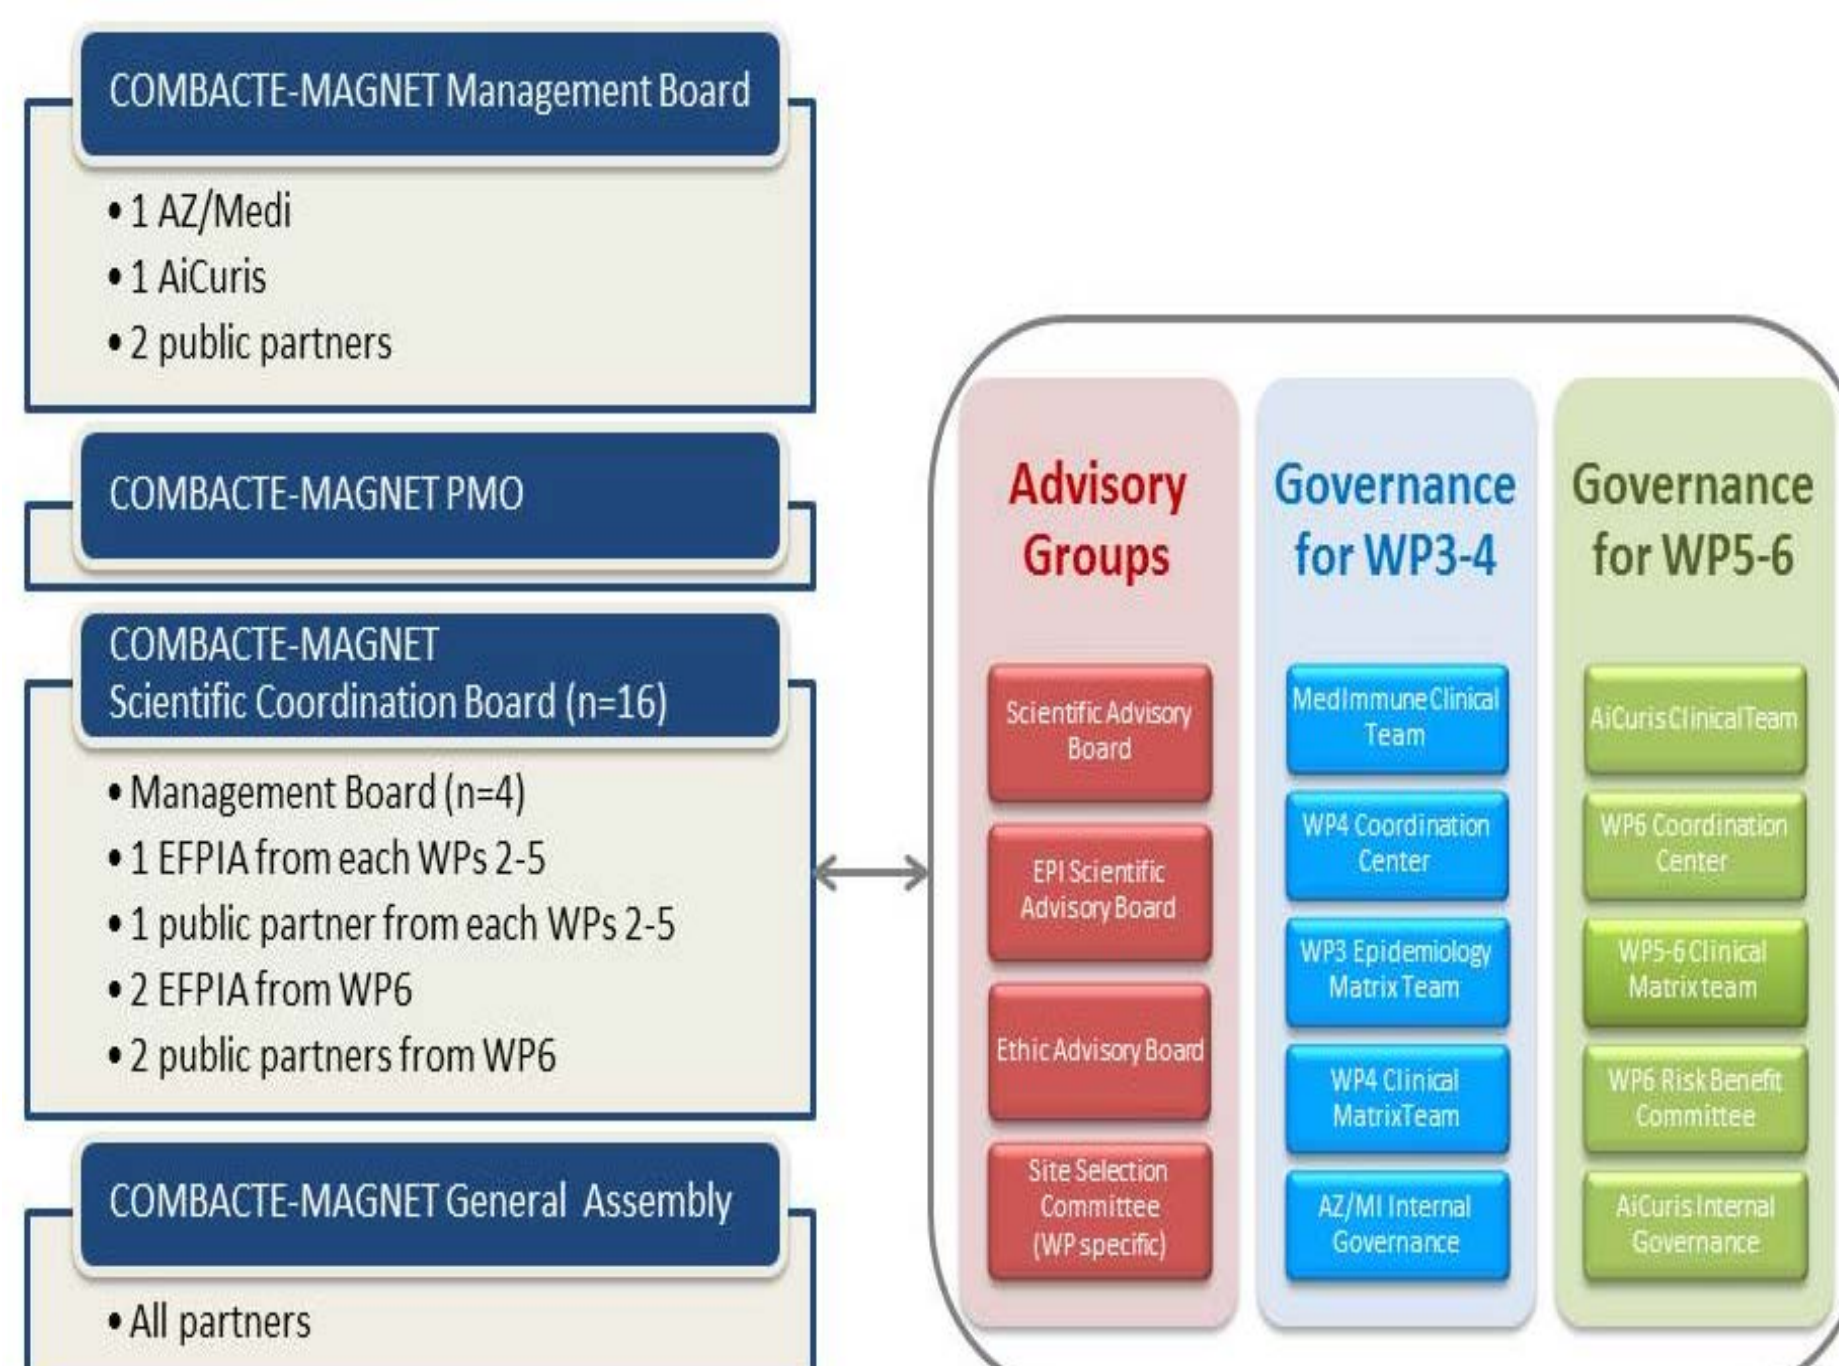 COMBACTE-MAGNET Management Board
• 1 AZ/Medi
• 1 AiCuris
• 2 public partners
COMBACTE-MAGNET PMO
COMBACTE-MAGNET
Scientific Coordination Board (n=16)
• Management Board (n=4)
• 1 EFPIA from each WPs 2-5
• 1 public partner from each WPs 2-5
• 2 EFPIA from WP6
• 2 public partners from WP6
COMBACTE-MAGNET General Assembly
• All partners
Advisory
Groups
Scientific Advisory
Board
EPI Scientific
Advisory Board
Ethic Advisory Board
Site Selection
Committee
(WP specific)
Governance
for WP3-4
MedImmune Clinical
Team
WP4 Coordination
Center
WP3 Epidemiology
Matrix Team
WP4 Clinical
MatrixTeam
AZ/MI Internal
Governance
Governance
for WP5-6
AiCuris Clinical Team
WP6 Coordination
Center
WP5-6 Clinical
Matrix team
WP6 Risk Benefit
Committee
AiCuris Internal
Governance